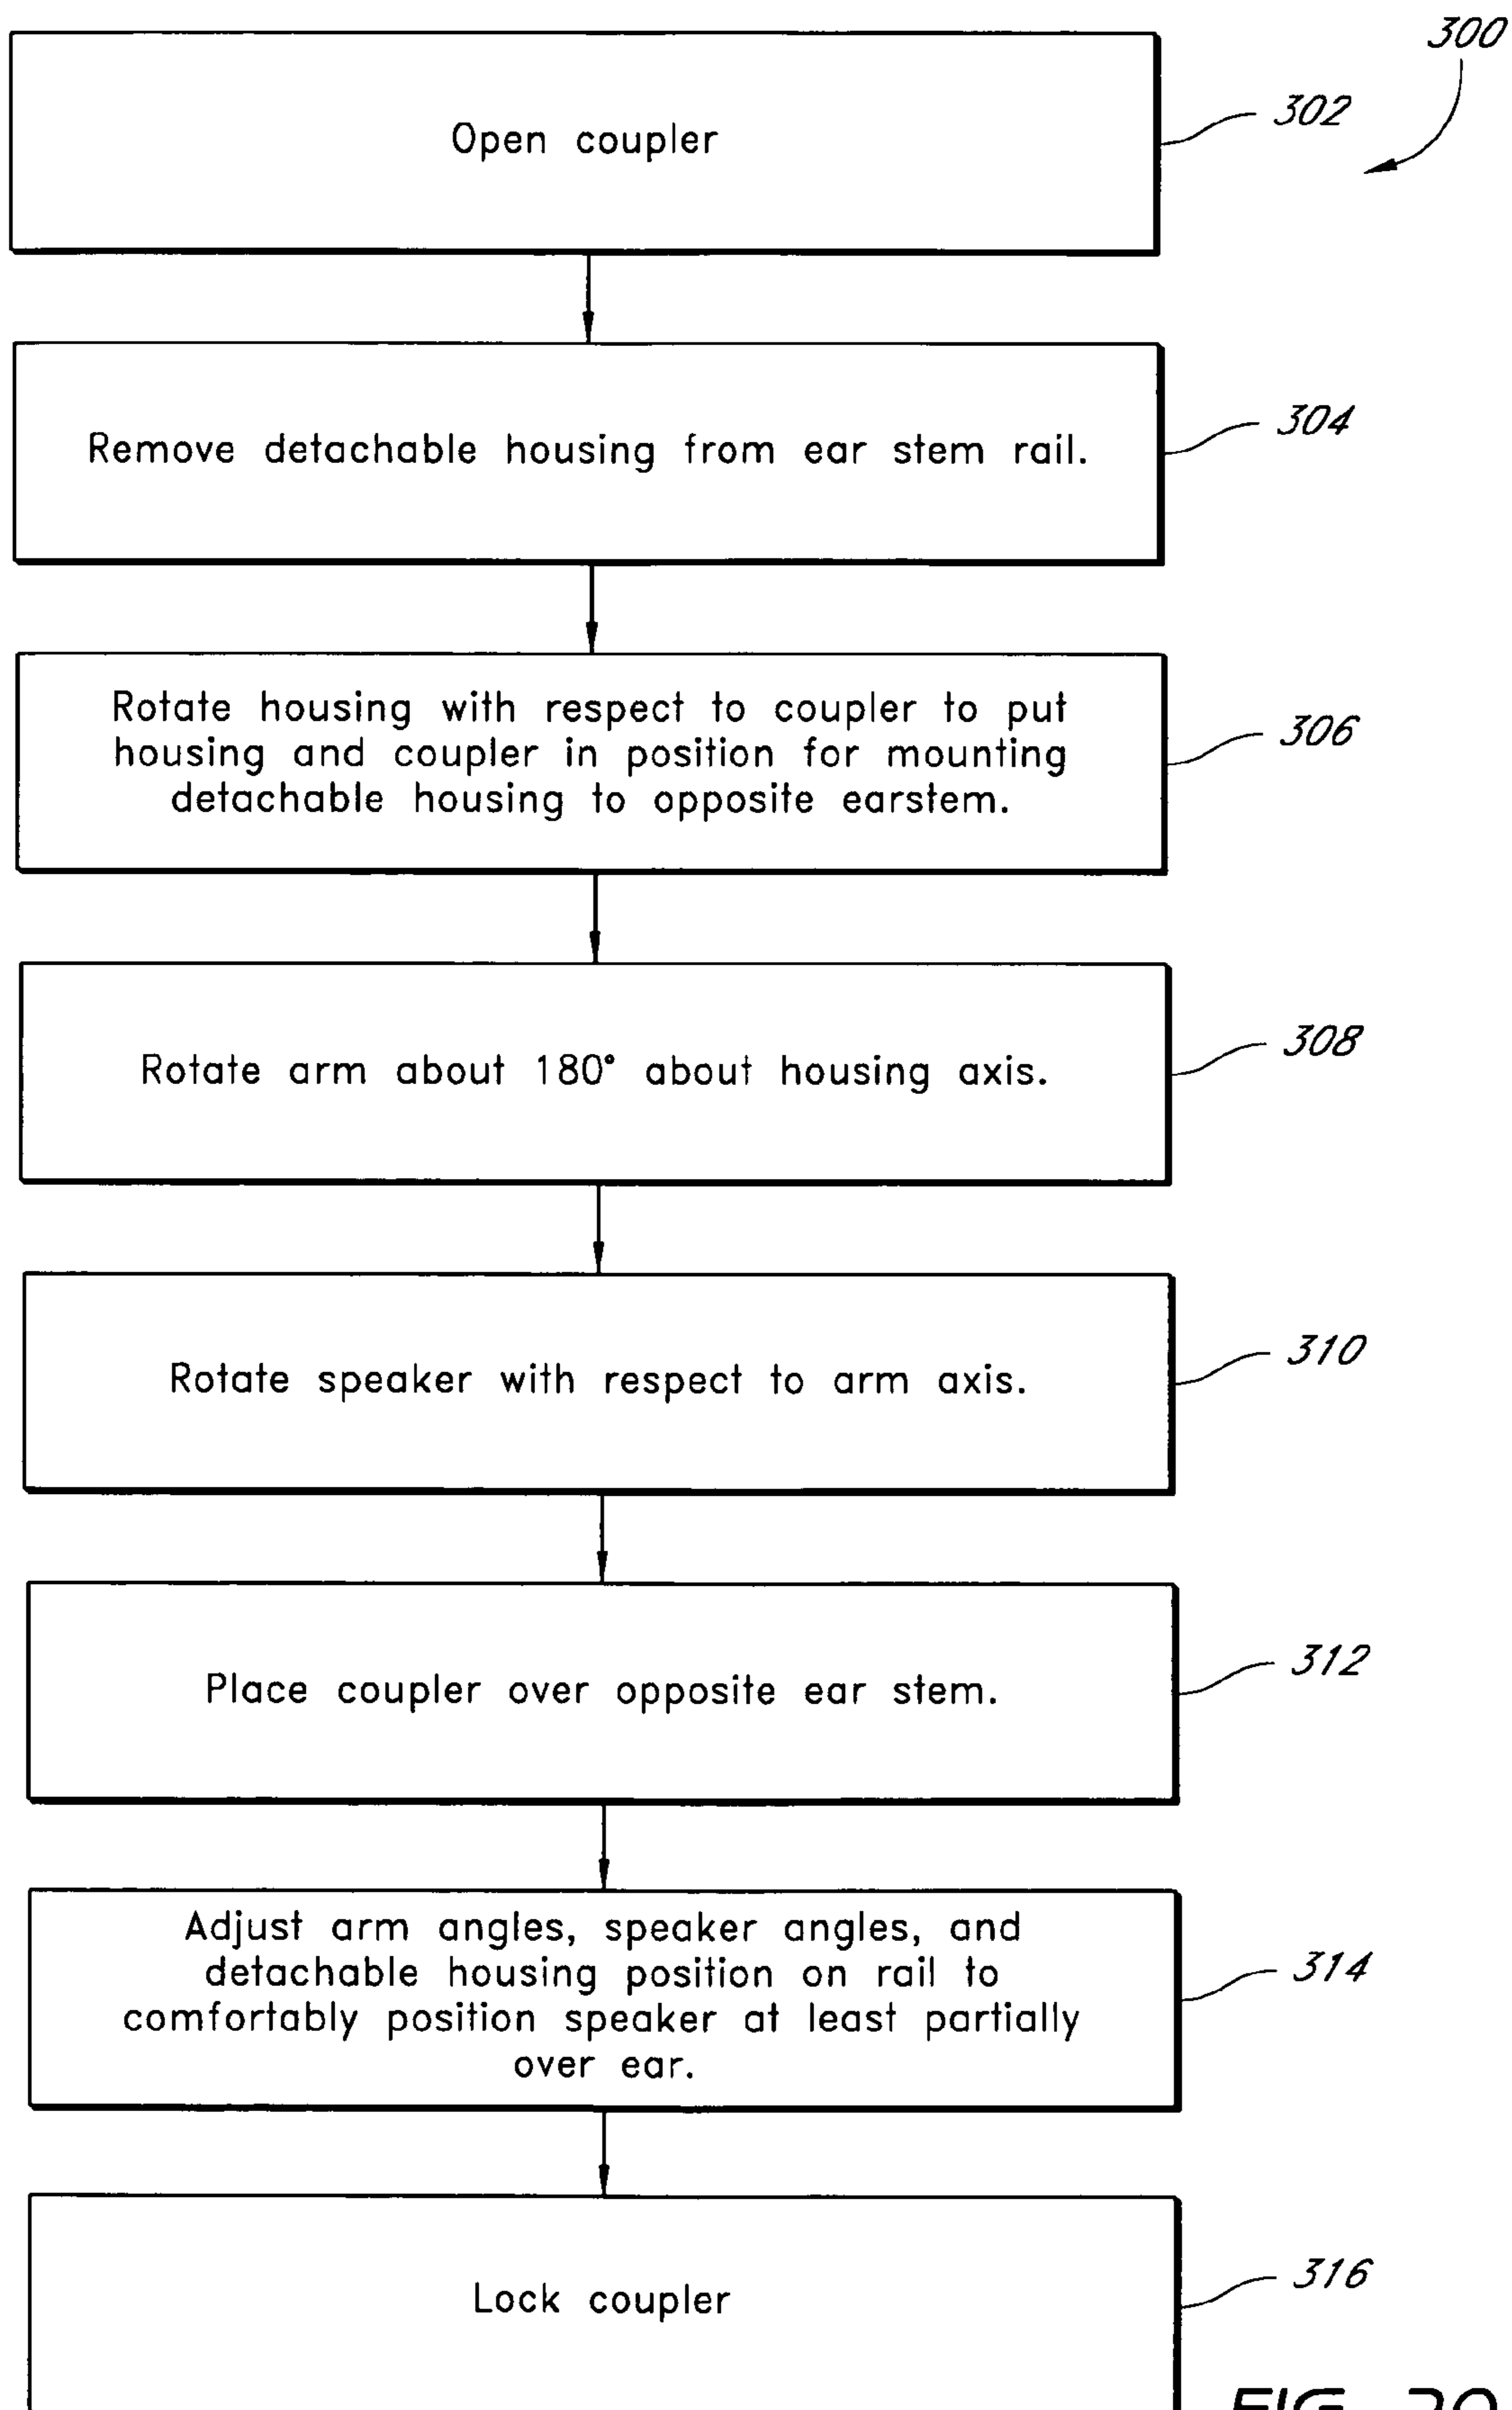 300
Open coupler
302
Remove detachable housing from ear stem rail.
304
Rotate housing with respect to coupler to put
housing and coupler in position for mounting
detachable housing to opposite earstem.
306
Rotate arm about 180° about housing axis.
308
Rotate speaker with respect to arm axis.
310
Place coupler over opposite ear stem.
312
Adjust arm angles, speaker angles, and
detachable housing position on rail to
comfortably position speaker at least partially
over ear.
314
Lock coupler
316
FIG.